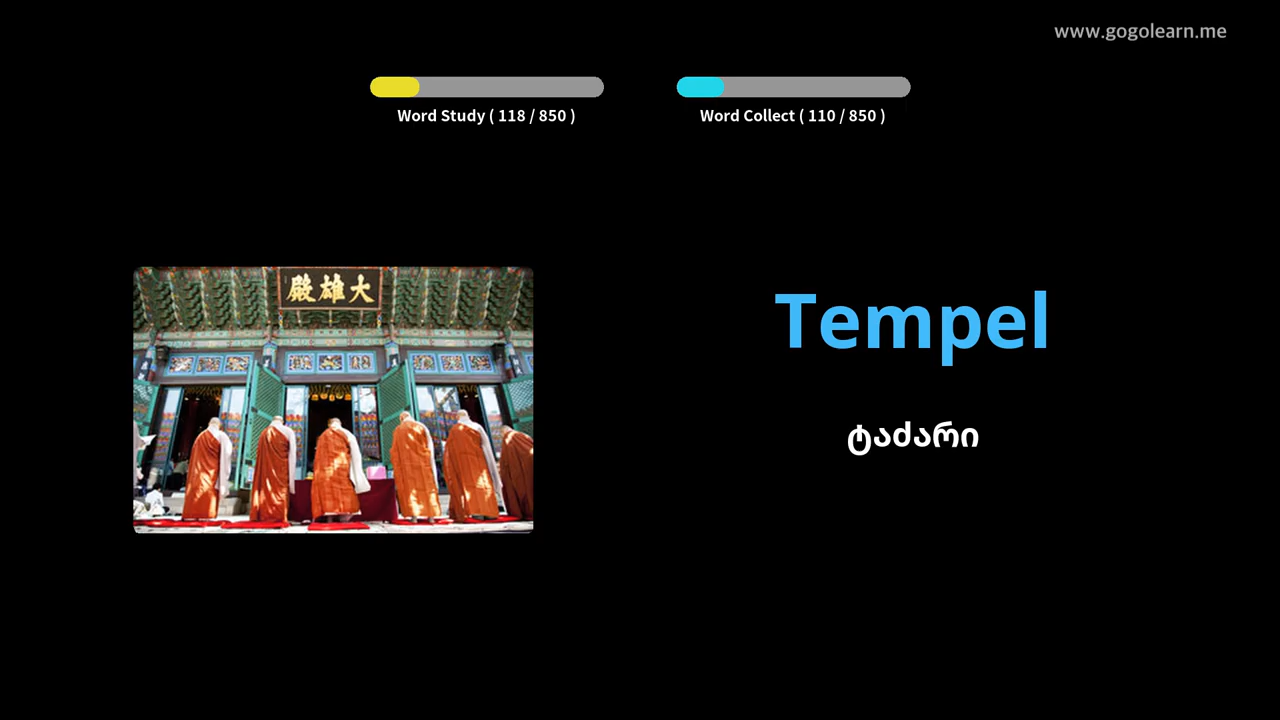 www.gogolearn.me
Word Study ( 118 / 850 )
Word Collect ( 110 / 850 )
殿雄大
Tempel
ტაძარი